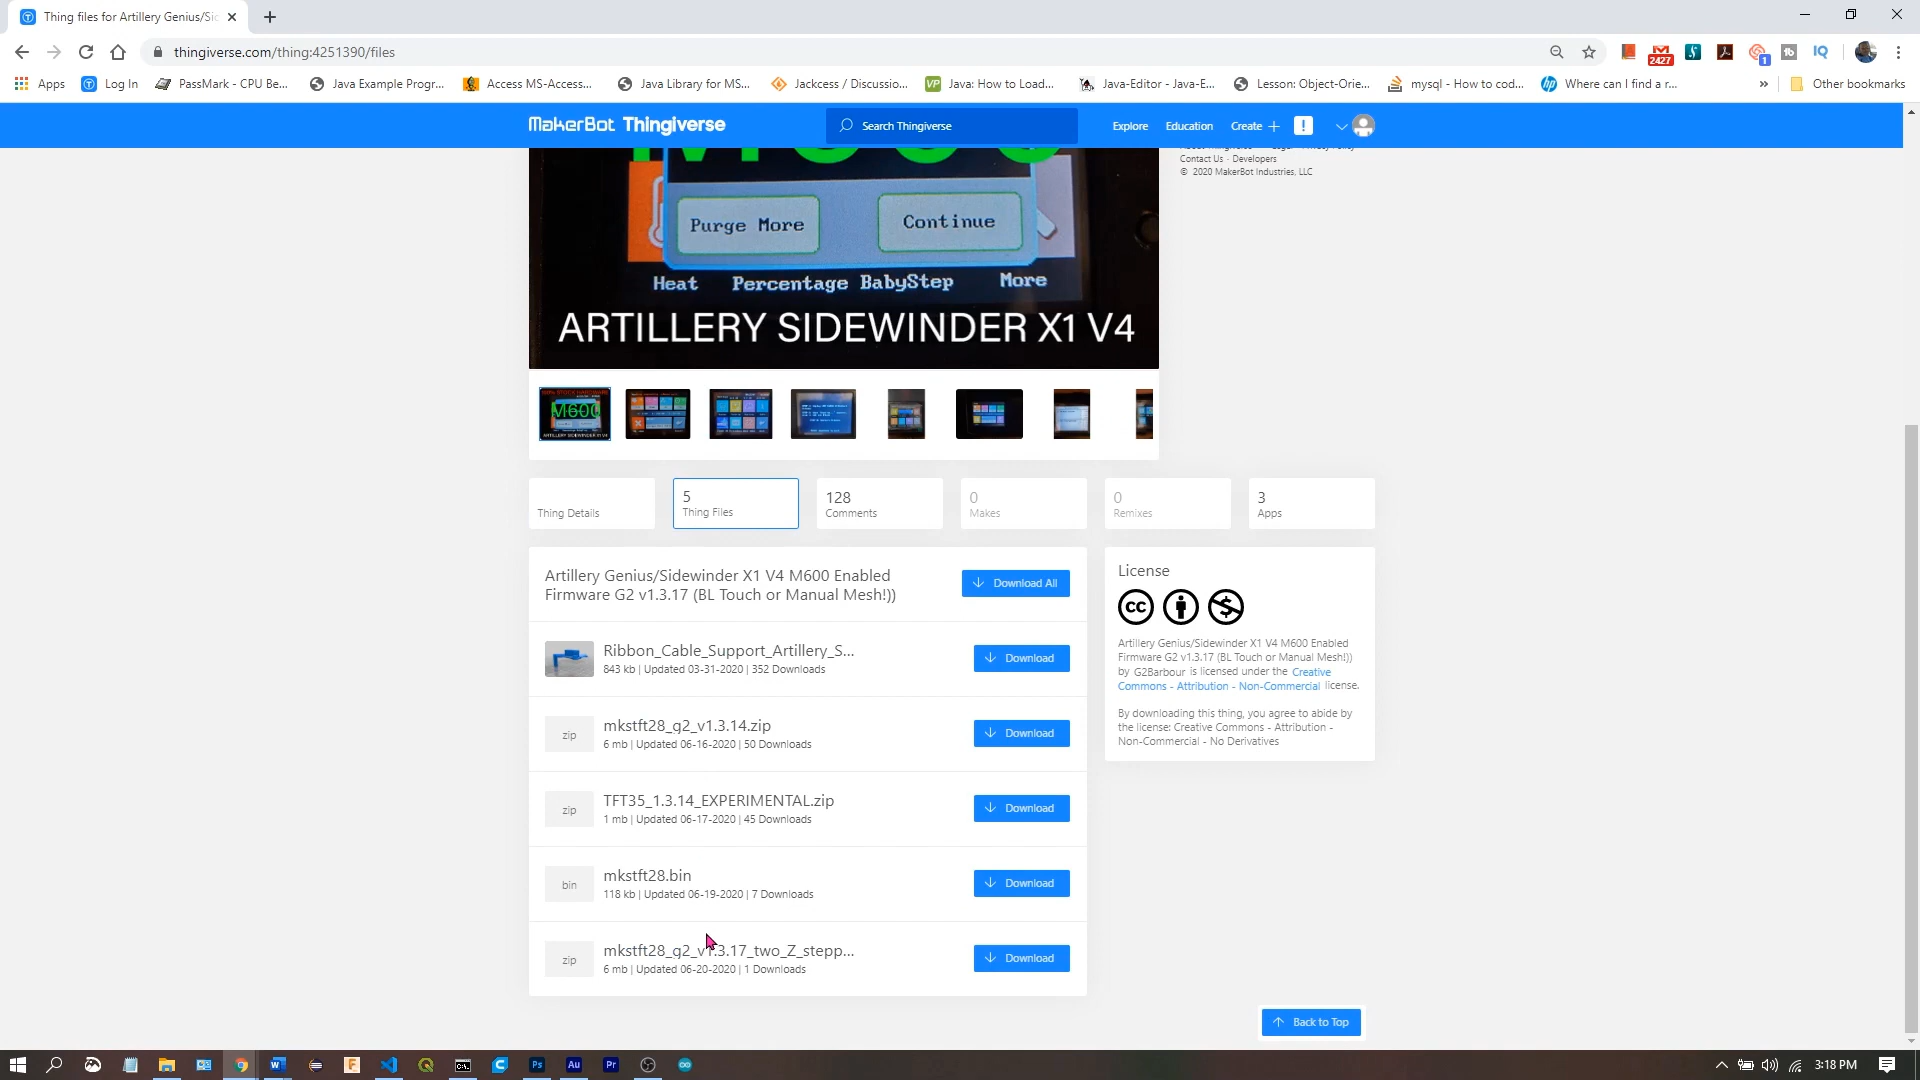 Thing files for Artillery Genius/Sid
thingiverse.com/thing:4251390/files
2427
1
IQ
Apps
Log In
PassMark - CPU Be...
Java Example Progr...
Access MS-Access...
Java Library for MS...
Jackcess / Discussio...
Java: How to Load...
Java-Editor - Java-E...
Lesson: Object-Orie...
mysql - How to cod...
Where can I find a r...
»
Other bookmarks
MakerBot Thingiverse
Search Thingiverse
Explore
Education
Create +
Contact Us · Developers
© 2020 MakerBot Industries, LLC
M600
Purge More
Continue
Heat Percentage BabyStep More
ARTILLERY SIDEWINDER X1 V4
M600
Thing Details
5
Thing Files
128
Comments
0
Makes
0
Remixes
3
Apps
Artillery Genius/Sidewinder X1 V4 M600 Enabled
Firmware G2 v1.3.17 (BL Touch or Manual Mesh!))
Download All
Ribbon_Cable_Support_Artillery_S...
843 kb | Updated 03-31-2020 | 352 Downloads
Download
zip
mkstft28_g2_v1.3.14.zip
6 mb | Updated 06-16-2020 | 50 Downloads
Download
zip
TFT35_1.3.14_EXPERIMENTAL.zip
1 mb | Updated 06-17-2020 | 45 Downloads
Download
bin
mkstft28.bin
118 kb | Updated 06-19-2020 | 7 Downloads
Download
zip
mkstft28_g2_v1.3.17_two_Z_stepp...
6 mb | Updated 06-20-2020 | 1 Downloads
Download
License
Artillery Genius/Sidewinder X1 V4 M600 Enabled
Firmware G2 v1.3.17 (BL Touch or Manual Mesh!))
by G2Barbour is licensed under the Creative
Commons - Attribution - Non-Commercial license.
By downloading this thing, you agree to abide by
the license: Creative Commons - Attribution -
Non-Commercial - No Derivatives
Back to Top
3:18 PM